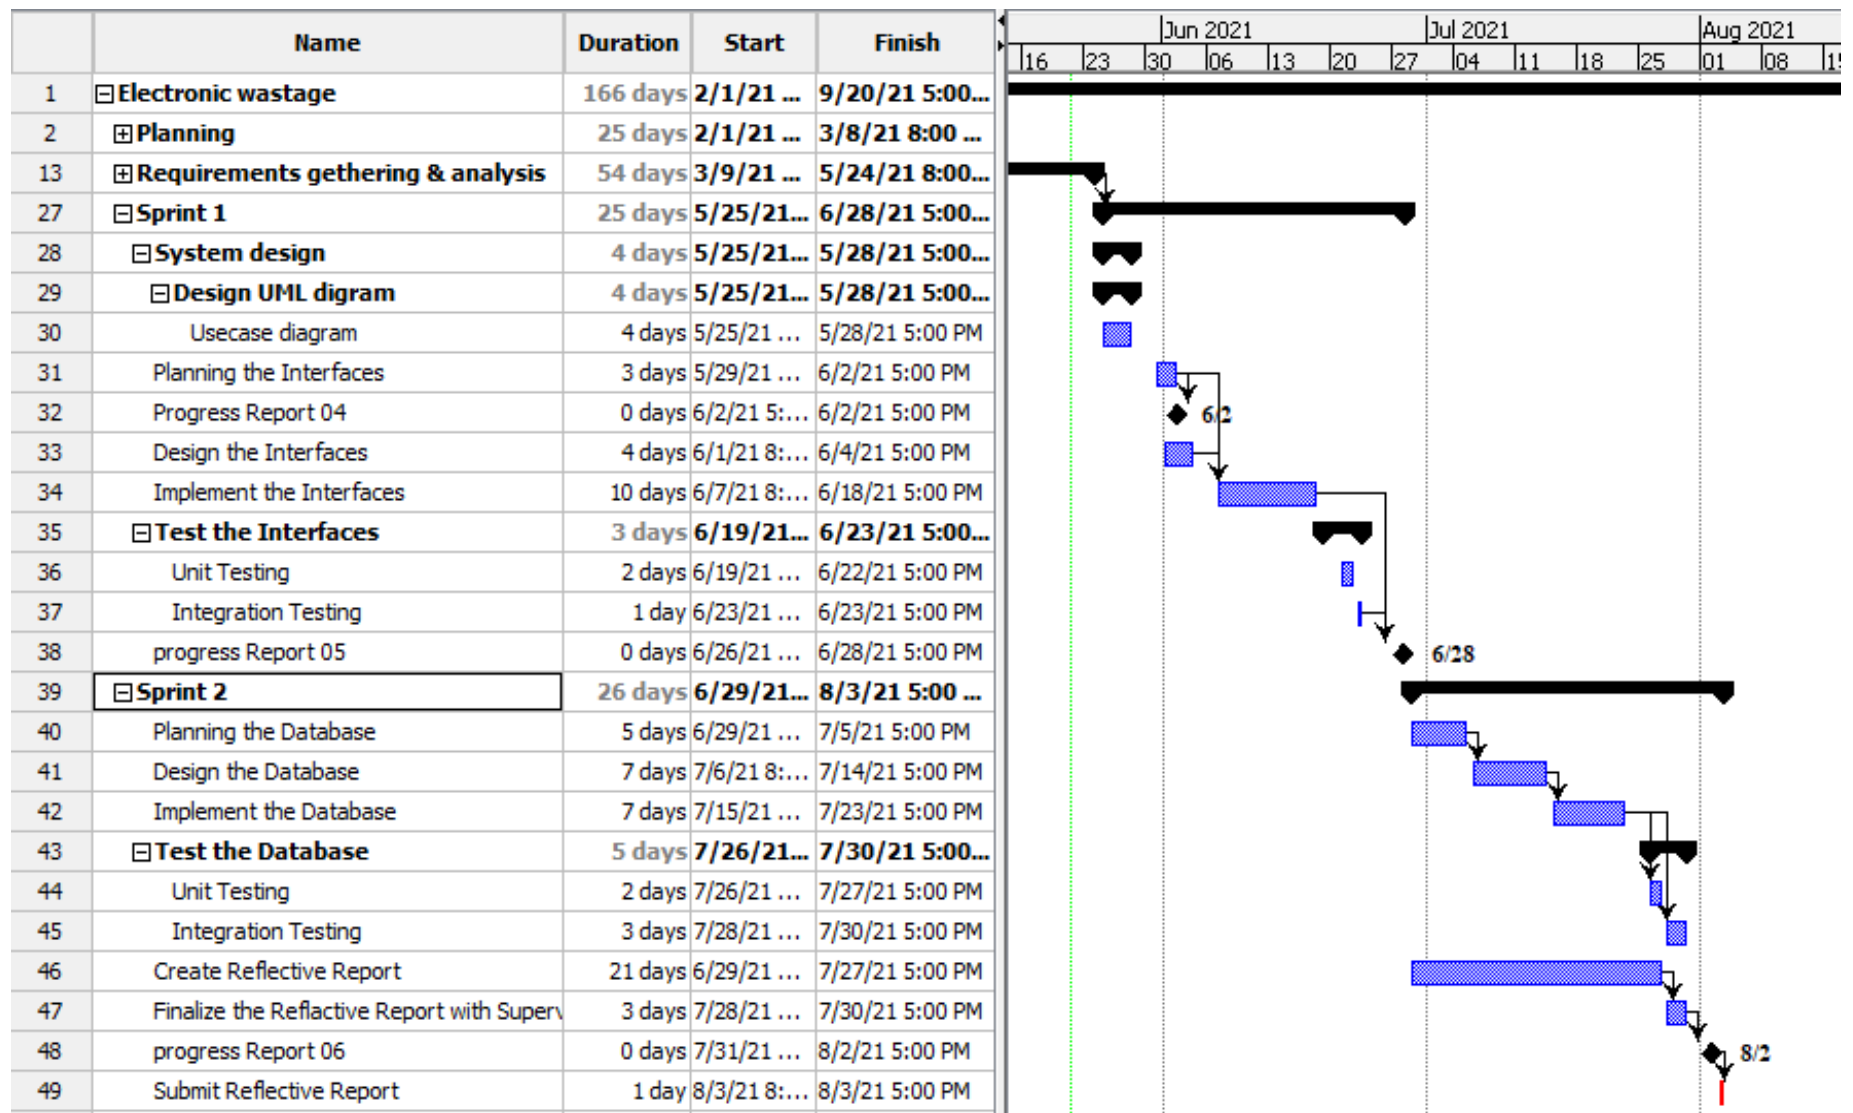 Name Duration Start Finish Jun 2021 Jul 2021 Aug 2021
16 23 30 06 13 20 27 04 11 18 25 01 08
1 Electronic wastage 166 days 2/1/21 ... 9/20/21 5:00...
2 Planning 25 days 2/1/21 ... 3/8/21 8:00 ...
13 Requirements gethering & analysis 54 days 3/9/21 ... 5/24/21 8:00...
27 Sprint 1 25 days 5/25/21... 6/28/21 5:00...
28 System design 4 days 5/25/21... 5/28/21 5:00...
29 Design UML digram 4 days 5/25/21... 5/28/21 5:00...
30 Usecase diagram 4 days 5/25/21 ... 5/28/21 5:00 PM
31 Planning the Interfaces 3 days 5/29/21 ... 6/2/21 5:00 PM
32 Progress Report 04 0 days 6/2/21 5:... 6/2/21 5:00 PM 6/2
33 Design the Interfaces 4 days 6/1/21 8:... 6/4/21 5:00 PM
34 Implement the Interfaces 10 days 6/7/21 8:... 6/18/21 5:00 PM
35 Test the Interfaces 3 days 6/19/21... 6/23/21 5:00...
36 Unit Testing 2 days 6/19/21 ... 6/22/21 5:00 PM
37 Integration Testing 1 day 6/23/21 ... 6/23/21 5:00 PM
38 progress Report 05 0 days 6/26/21 ... 6/28/21 5:00 PM 6/28
39 Sprint 2 26 days 6/29/21... 8/3/21 5:00 ...
40 Planning the Database 5 days 6/29/21 ... 7/5/21 5:00 PM
41 Design the Database 7 days 7/6/21 8:... 7/14/21 5:00 PM
42 Implement the Database 7 days 7/15/21 ... 7/23/21 5:00 PM
43 Test the Database 5 days 7/26/21... 7/30/21 5:00...
44 Unit Testing 2 days 7/26/21 ... 7/27/21 5:00 PM
45 Integration Testing 3 days 7/28/21 ... 7/30/21 5:00 PM
46 Create Reflective Report 21 days 6/29/21 ... 7/27/21 5:00 PM
47 Finalize the Reflactive Report with Superv 3 days 7/28/21 ... 7/30/21 5:00 PM
48 progress Report 06 0 days 7/31/21 ... 8/2/21 5:00 PM 8/2
49 Submit Reflective Report 1 day 8/3/21 8:... 8/3/21 5:00 PM